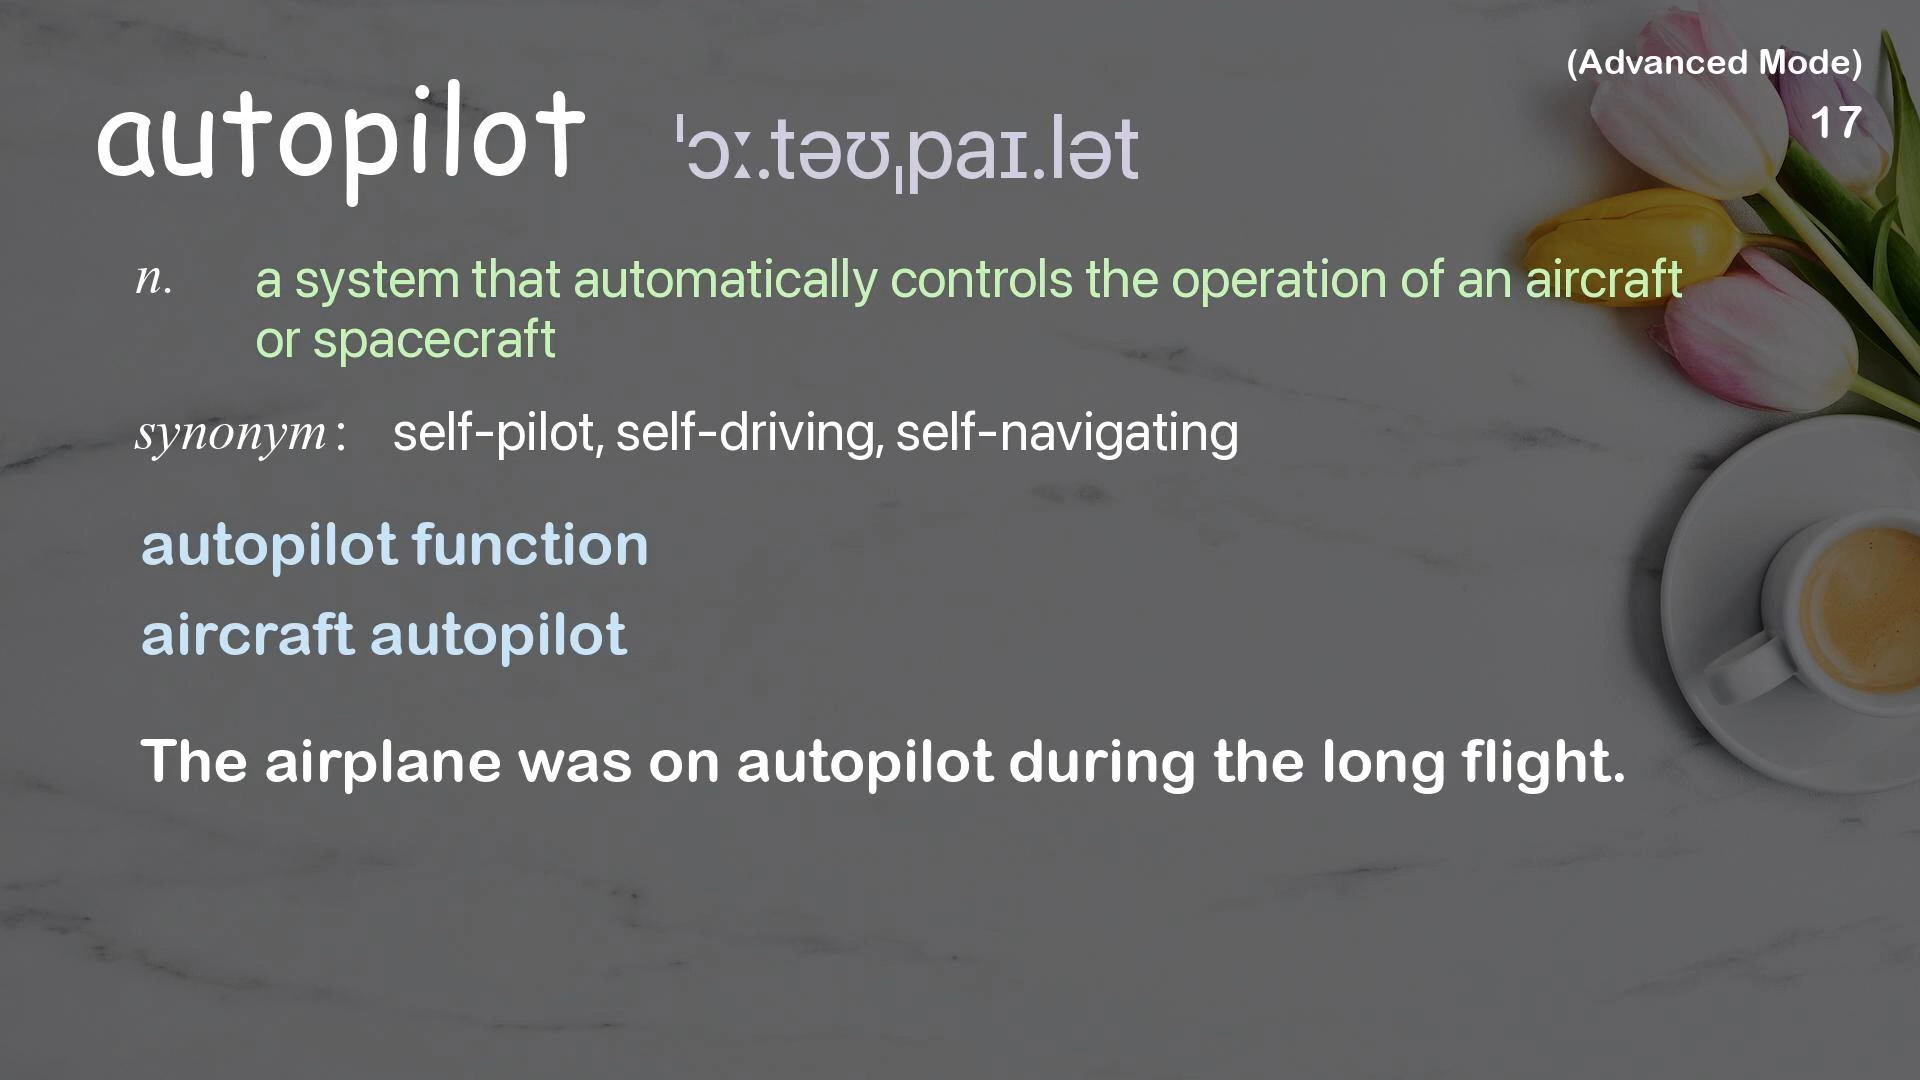 (Advanced Mode)
17
autopilot ˈɔː.təʊˌpaɪ.lət
n. a system that automatically controls the operation of an aircraft
or spacecraft
synonym: self-pilot, self-driving, self-navigating
autopilot function
aircraft autopilot
The airplane was on autopilot during the long flight.